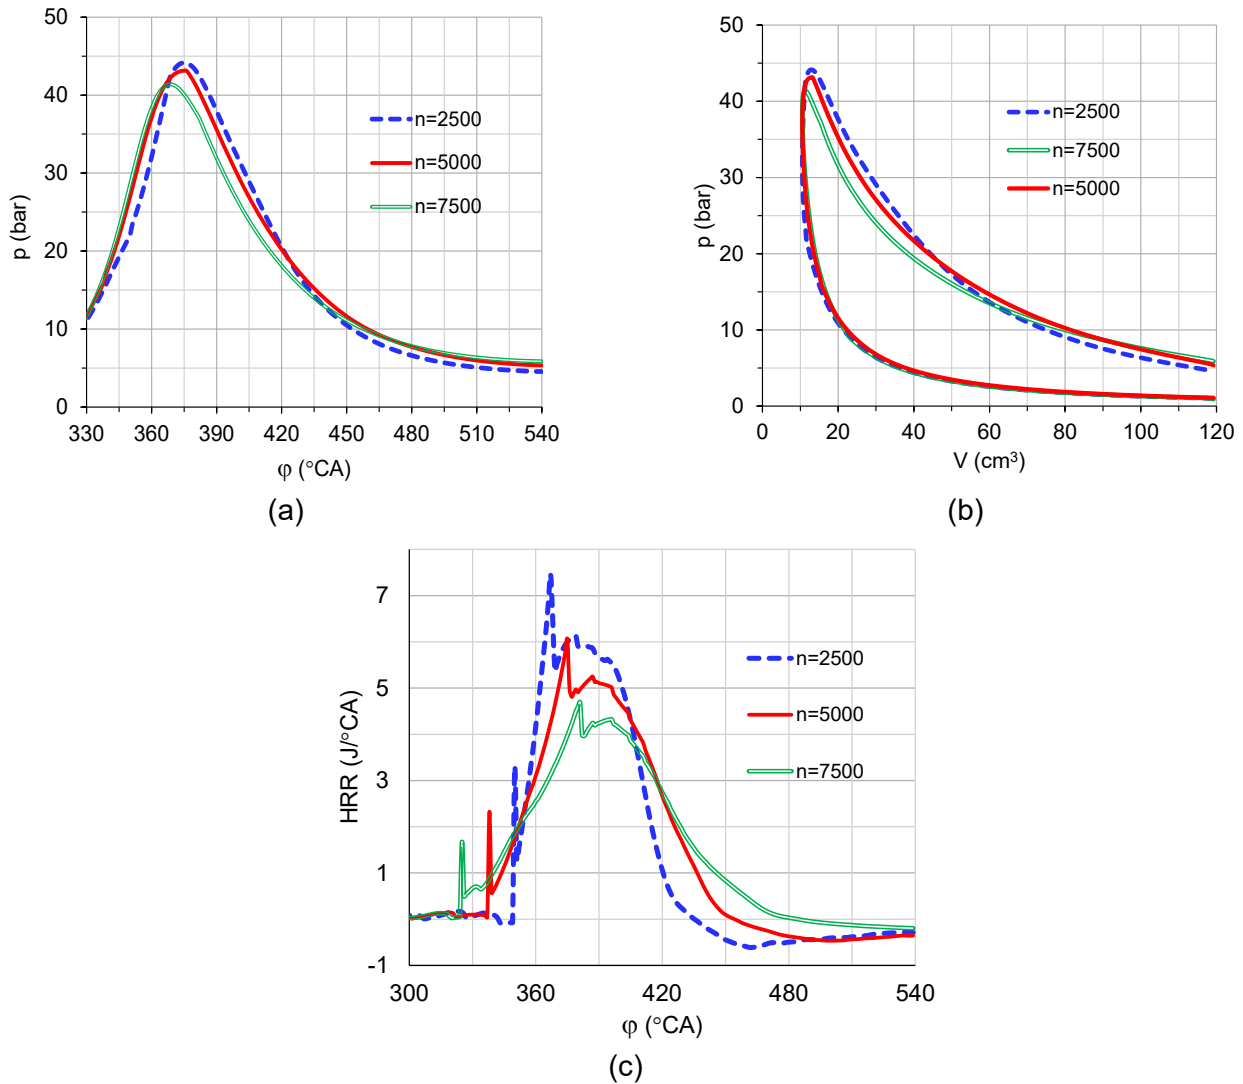 50
40
30
20
10
0
p (bar)
n=2500
n=5000
n=7500
330 360 390 420 450 480 510 540
φ (°CA)
(a)
50
40
30
20
10
0
p (bar)
n=2500
n=7500
n=5000
0 20 40 60 80 100 120
V (cm³)
(b)
7
5
3
1
-1
HRR (J/°CA)
n=2500
n=5000
n=7500
300 360 420 480 540
φ (°CA)
(c)